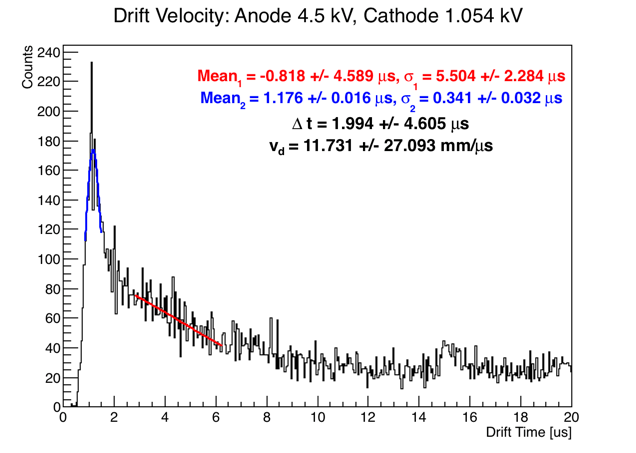 Drift Velocity: Anode 4.5 kV, Cathode 1.054 kV
Counts
240
220
200
180
160
140
120
100
80
60
40
20
0
Mean₁ = -0.818 +/- 4.589 μs, σ₁ = 5.504 +/- 2.284 μs
Mean₂ = 1.176 +/- 0.016 μs, σ₂ = 0.341 +/- 0.032 μs
Δ t = 1.994 +/- 4.605 μs
v_d = 11.731 +/- 27.093 mm/μs
0 2 4 6 8 10 12 14 16 18 20
Drift Time [us]